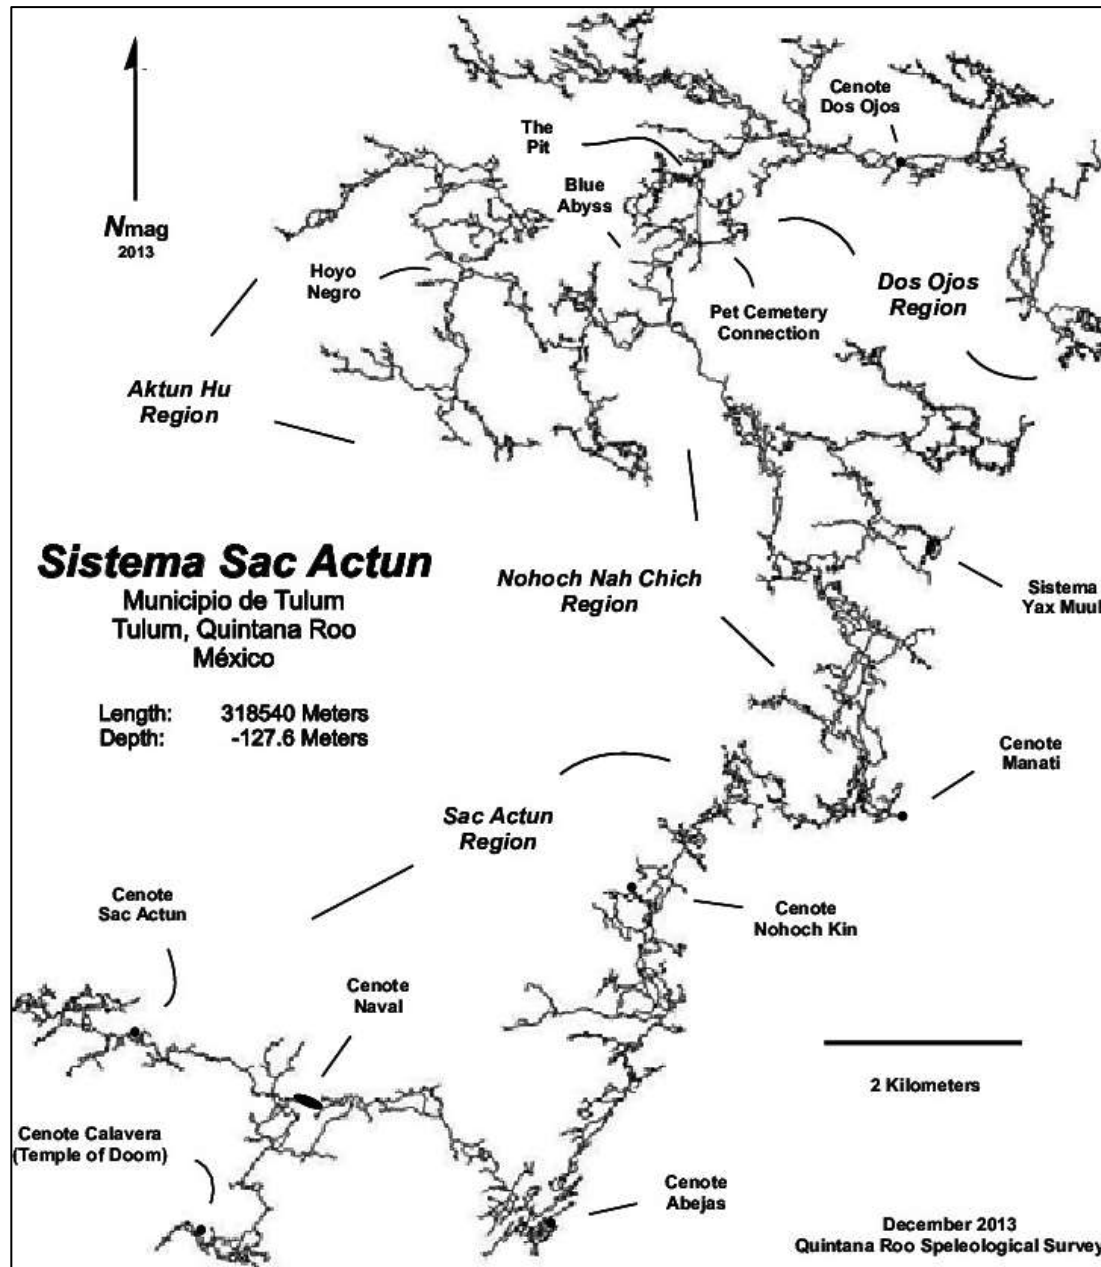 Cenote
Dos Ojos
The
Pit
Blue
Abyss
Nmag
2013
Hoyo
Negro
Dos Ojos
Region
Pet Cemetery
Connection
Aktun Hu
Region
Sistema Sac Actun
Municipio de Tulum
Tulum, Quintana Roo
México
Length: 318540 Meters
Depth: -127.6 Meters
Nohoch Nah Chich
Region
Sistema
Yax Muul
Cenote
Manati
Sac Actun
Region
Cenote
Sac Actun
Cenote
Nohoch Kin
Cenote
Naval
2 Kilometers
Cenote Calavera
(Temple of Doom)
Cenote
Abejas
December 2013
Quintana Roo Speleological Survey